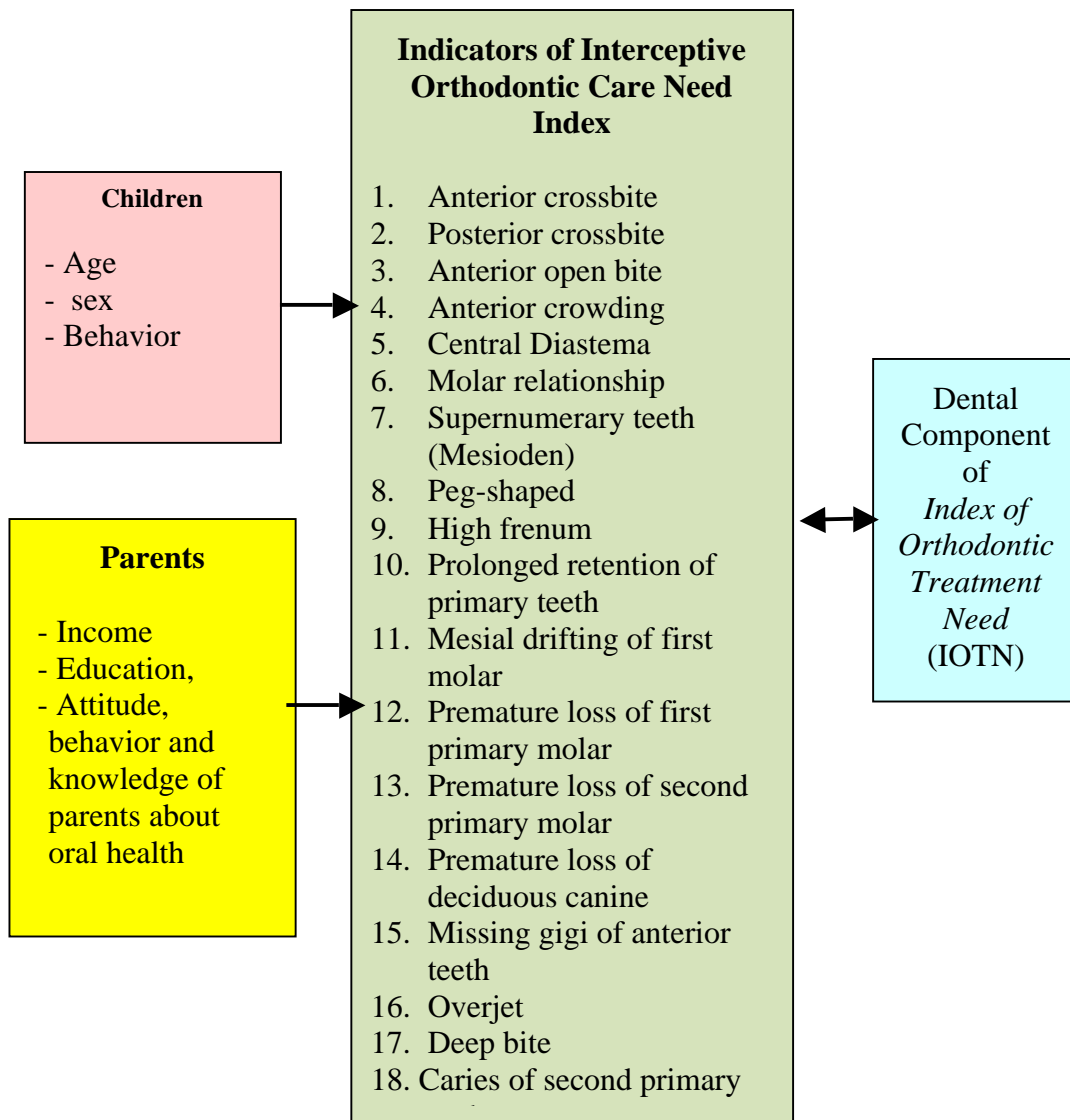 Indicators of Interceptive
Orthodontic Care Need
Index
1. Anterior crossbite
2. Posterior crossbite
3. Anterior open bite
4. Anterior crowding
5. Central Diastema
6. Molar relationship
7. Supernumerary teeth
(Mesioden)
8. Peg-shaped
9. High frenum
10. Prolonged retention of
primary teeth
11. Mesial drifting of first
molar
12. Premature loss of first
primary molar
13. Premature loss of second
primary molar
14. Premature loss of
deciduous canine
15. Missing gigi of anterior
teeth
16. Overjet
17. Deep bite
18. Caries of second primary
Children
- Age
- sex
- Behavior
Parents
- Income
- Education,
- Attitude,
behavior and
knowledge of
parents about
oral health
Dental
Component
of
Index of
Orthodontic
Treatment
Need
(IOTN)